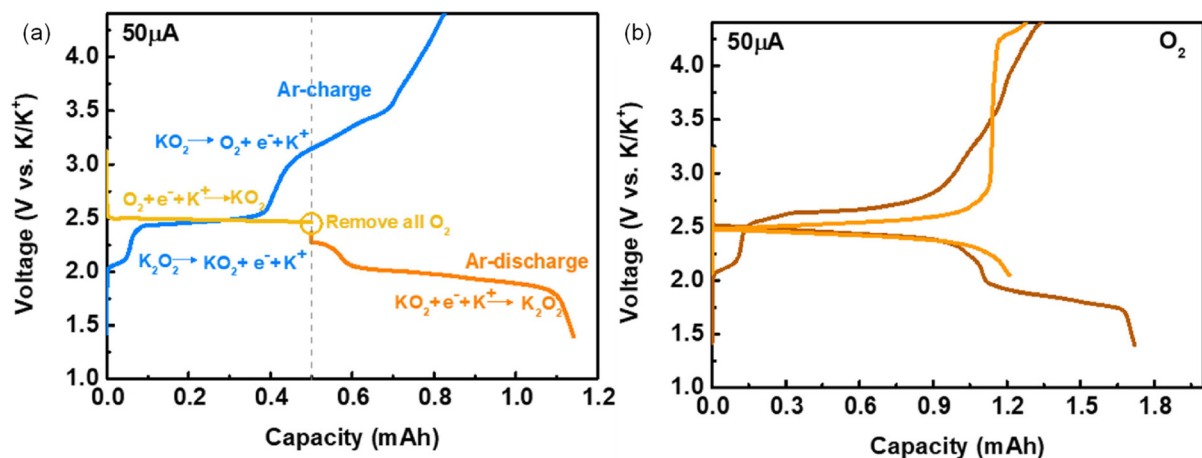 (a)
50μA
Ar-charge
KO₂→O₂+ e⁻+K⁺
O₂+e⁻+K⁺→KO₂
Remove all O₂
K₂O₂→KO₂+ e⁻+K⁺
Ar-discharge
KO₂+e⁻+K⁺→K₂O₂
Voltage (V vs. K/K⁺)
4.0
3.5
3.0
2.5
2.0
1.5
1.0
0.0 0.2 0.4 0.6 0.8 1.0 1.2
Capacity (mAh)
(b)
50μA O₂
Voltage (V vs. K/K⁺)
4.0
3.5
3.0
2.5
2.0
1.5
1.0
0.0 0.3 0.6 0.9 1.2 1.5 1.8
Capacity (mAh)